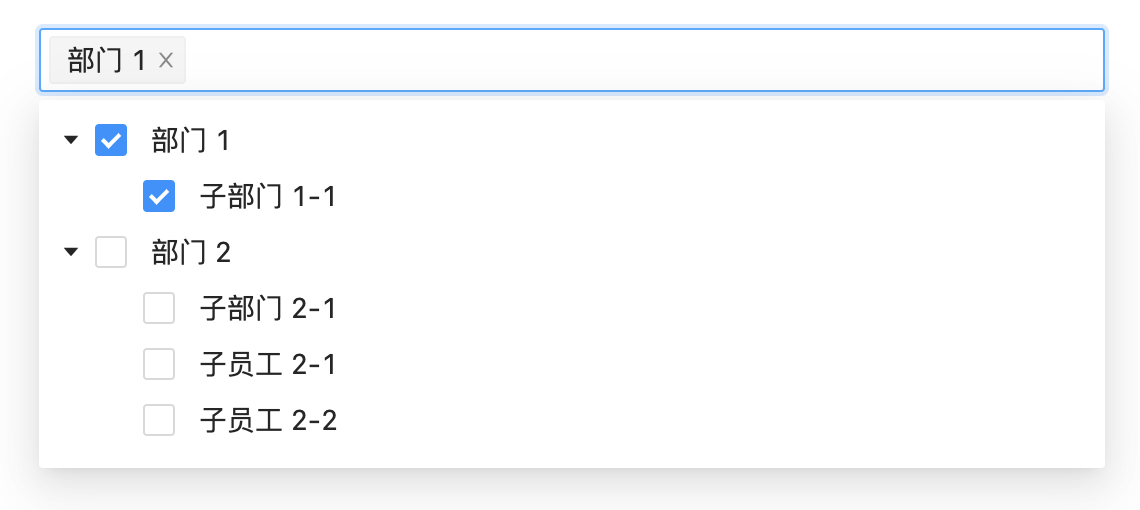 部门 1
部门 1
子部门 1-1
部门 2
子部门 2-1
子员工 2-1
子员工 2-2